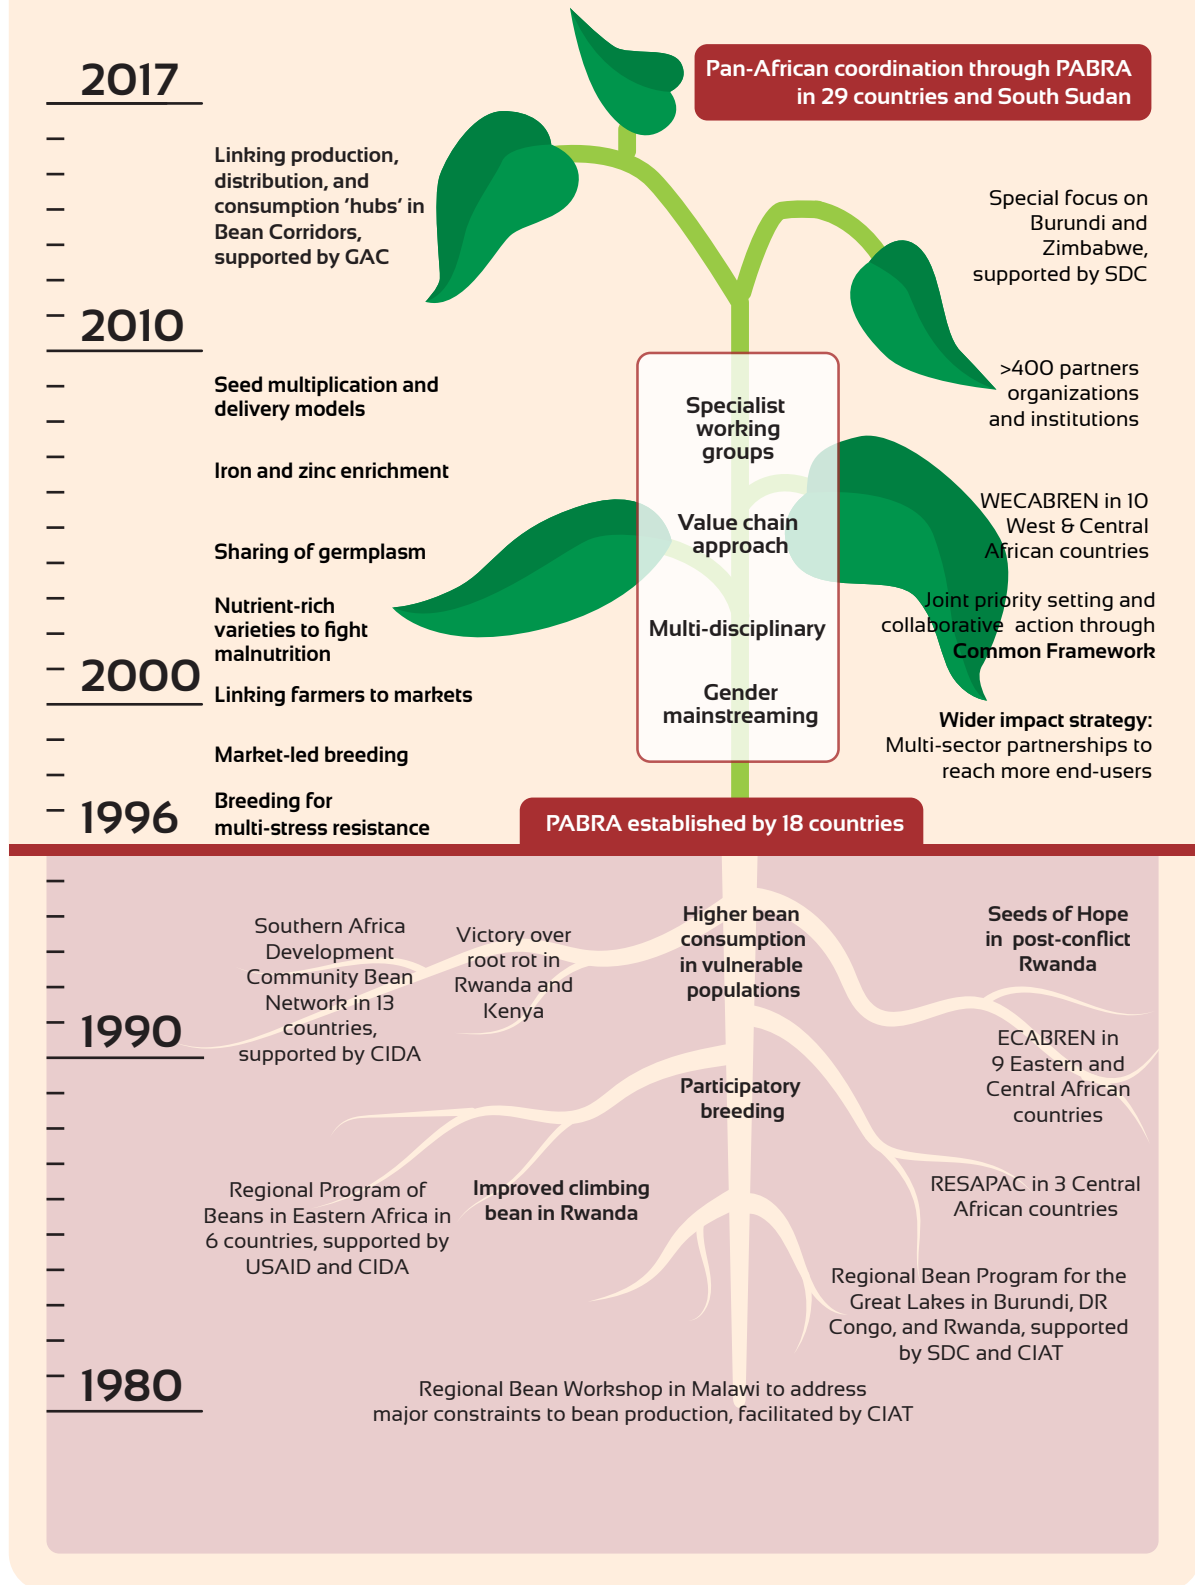 2017
Pan-African coordination through PABRA
in 29 countries and South Sudan
Linking production,
distribution, and
consumption ‘hubs’ in
Bean Corridors,
supported by GAC
Special focus on
Burundi and
Zimbabwe,
supported by SDC
2010
>400 partners
organizations
and institutions
Seed multiplication and
delivery models
Iron and zinc enrichment
Sharing of germplasm
Nutrient-rich
varieties to fight
malnutrition
2000
Linking farmers to markets
Market-led breeding
Breeding for
multi-stress resistance
1996
Specialist
working
groups
Value chain
approach
Multi-disciplinary
Gender
mainstreaming
WECABREN in 10
West & Central
African countries
Joint priority setting and
collaborative action through
Common Framework
Wider impact strategy:
Multi-sector partnerships to
reach more end-users
PABRA established by 18 countries
Southern Africa
Development
Community Bean
Network in 13
countries,
supported by CIDA
Victory over
root rot in
Rwanda and
Kenya
Higher bean
consumption
in vulnerable
populations
Seeds of Hope
in post-conflict
Rwanda
1990
ECABREN in
9 Eastern and
Central African
countries
Participatory
breeding
Regional Program of
Beans in Eastern Africa in
6 countries, supported by
USAID and CIDA
Improved climbing
bean in Rwanda
RESAPAC in 3 Central
African countries
Regional Bean Program for the
Great Lakes in Burundi, DR
Congo, and Rwanda, supported
by SDC and CIAT
1980
Regional Bean Workshop in Malawi to address
major constraints to bean production, facilitated by CIAT